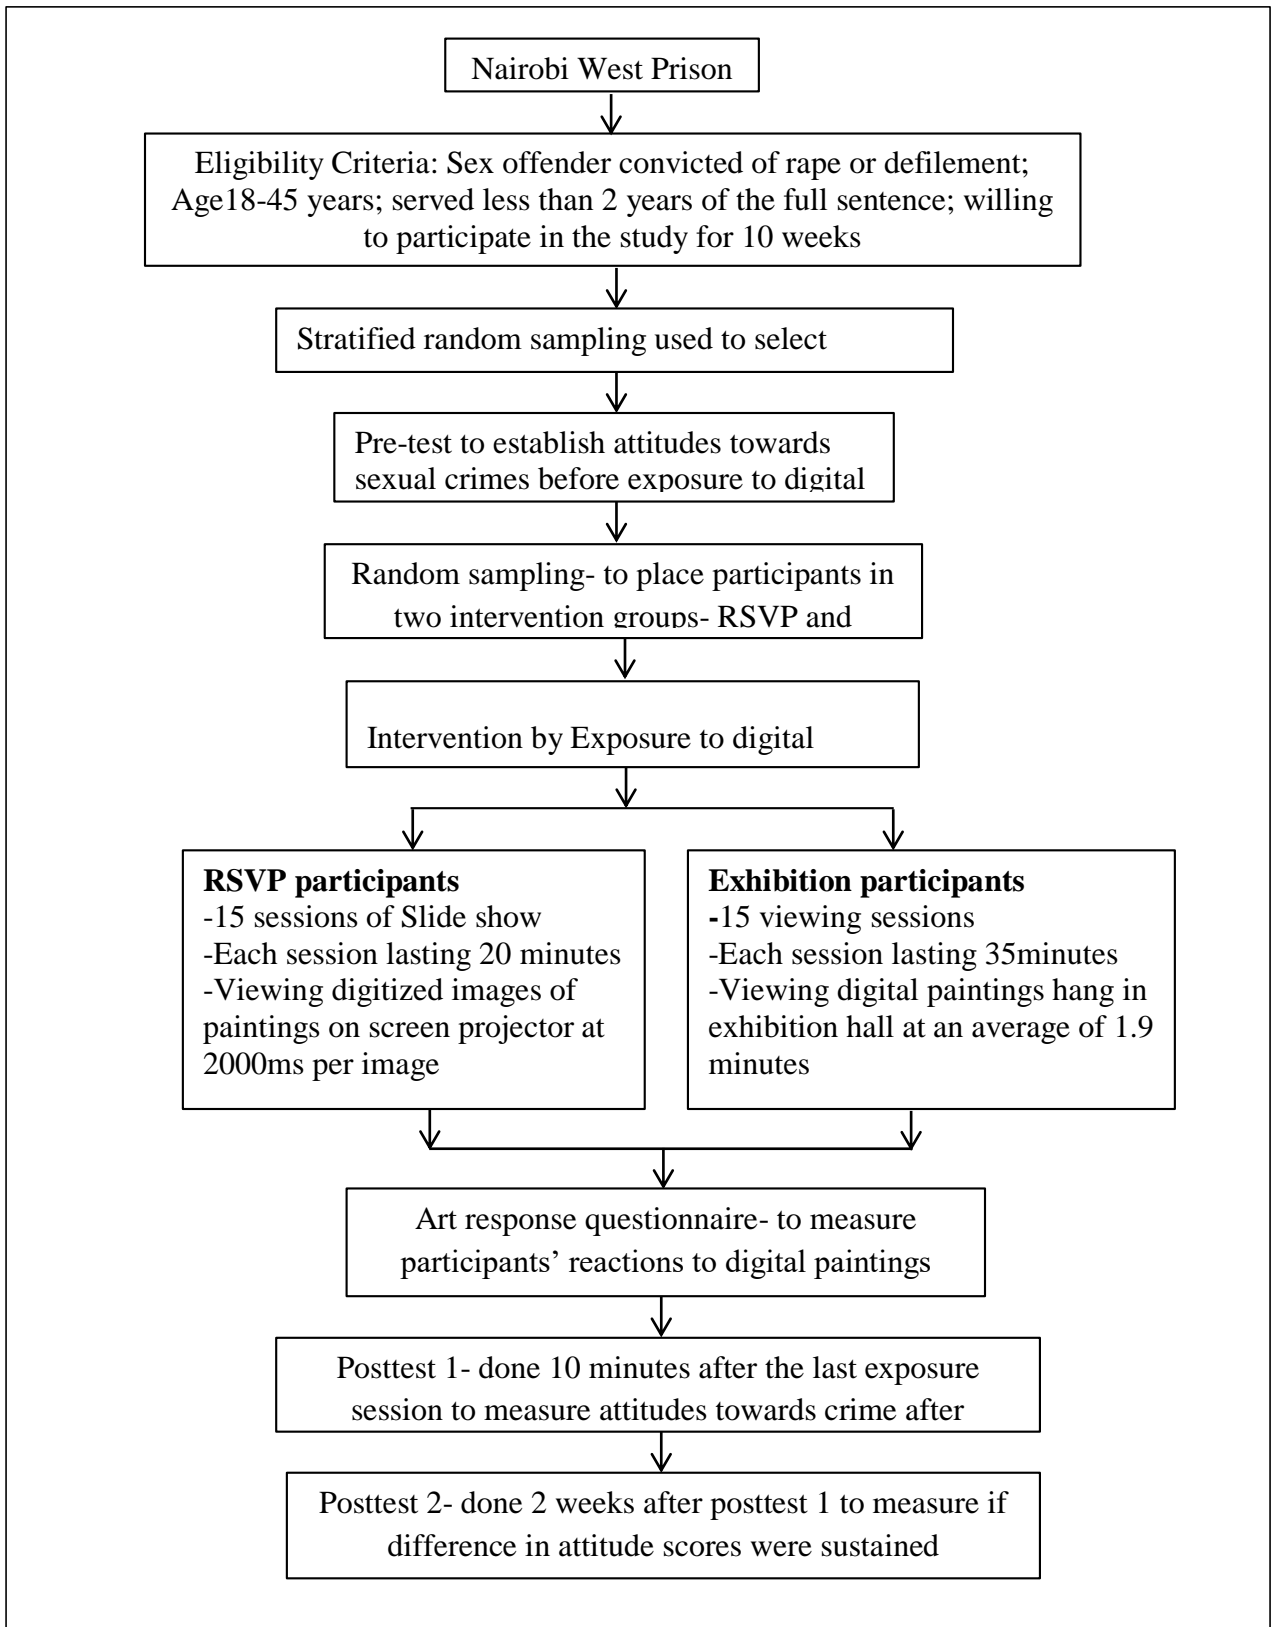 Nairobi West Prison
Eligibility Criteria: Sex offender convicted of rape or defilement;
Age18-45 years; served less than 2 years of the full sentence; willing
to participate in the study for 10 weeks
Stratified random sampling used to select
Pre-test to establish attitudes towards
sexual crimes before exposure to digital
Random sampling- to place participants in
two intervention groups- RSVP and
Intervention by Exposure to digital
RSVP participants
-15 sessions of Slide show
-Each session lasting 20 minutes
-Viewing digitized images of
paintings on screen projector at
2000ms per image
Exhibition participants
-15 viewing sessions
-Each session lasting 35minutes
-Viewing digital paintings hang in
exhibition hall at an average of 1.9
minutes
Art response questionnaire- to measure
participants’ reactions to digital paintings
Posttest 1- done 10 minutes after the last exposure
session to measure attitudes towards crime after
Posttest 2- done 2 weeks after posttest 1 to measure if
difference in attitude scores were sustained